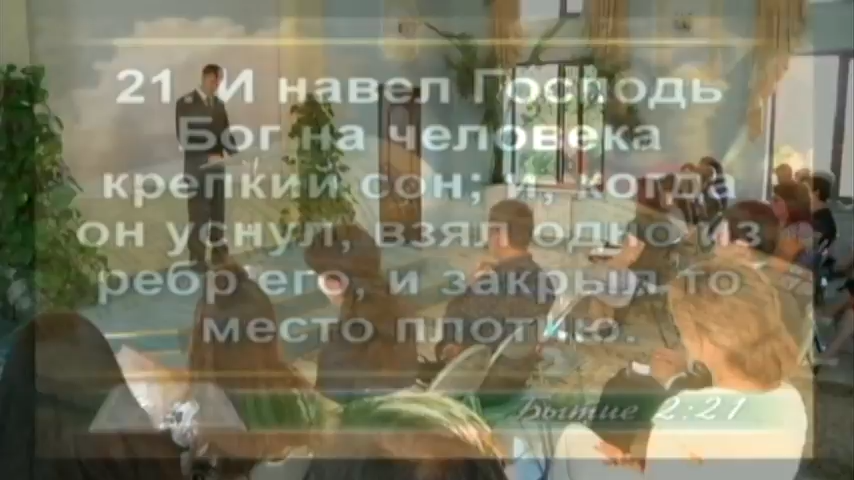 21. И навел Господь
Бог на человека
крепкий сон; и, когда
он уснул, взял одно из
ребр его, и закрыл то
место плотию.
Бытие 2:21